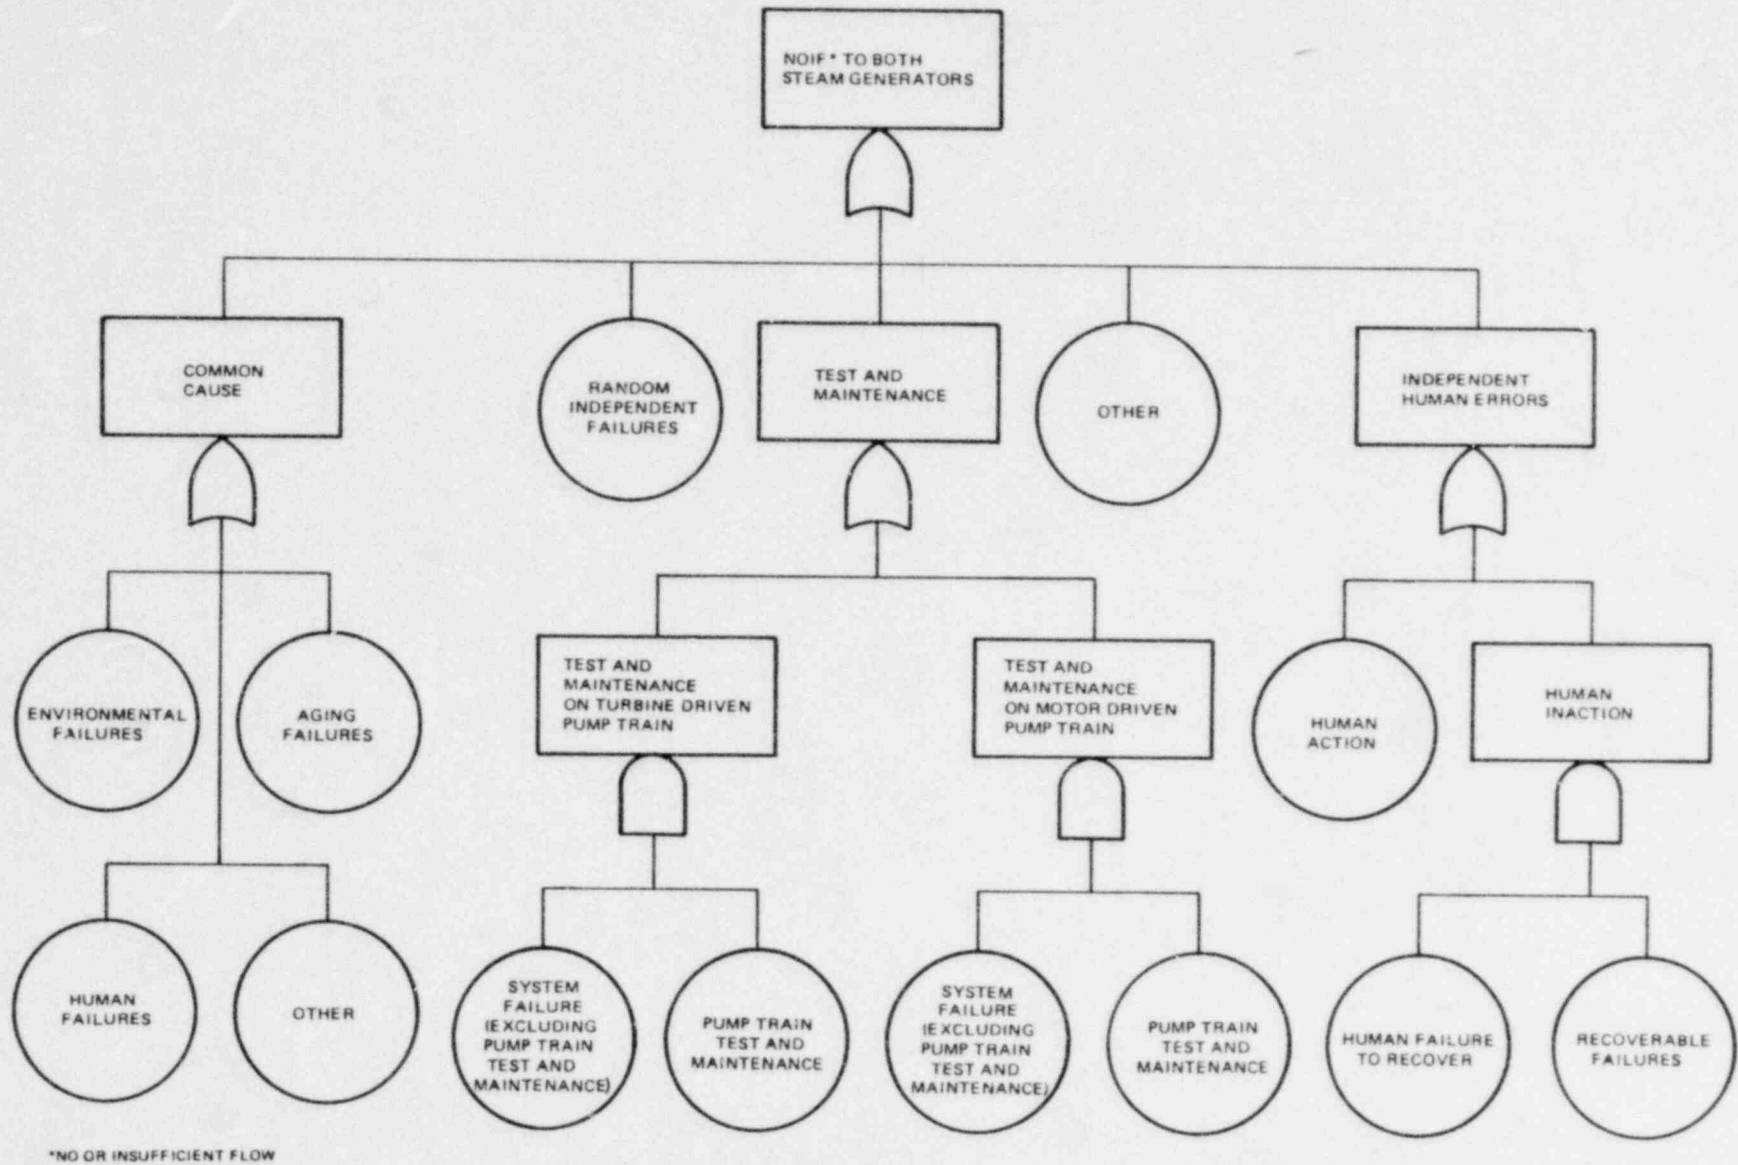 NOIF* TO BOTH
STEAM GENERATORS
COMMON
CAUSE
RANDOM
INDEPENDENT
FAILURES
TEST AND
MAINTENANCE
OTHER
INDEPENDENT
HUMAN ERRORS
ENVIRONMENTAL
FAILURES
AGING
FAILURES
TEST AND
MAINTENANCE
ON TURBINE DRIVEN
PUMP TRAIN
TEST AND
MAINTENANCE
ON MOTOR DRIVEN
PUMP TRAIN
HUMAN
ACTION
HUMAN
INACTION
HUMAN
FAILURES
OTHER
SYSTEM
FAILURE
(EXCLUDING
PUMP TRAIN
TEST AND
MAINTENANCE)
PUMP TRAIN
TEST AND
MAINTENANCE
SYSTEM
FAILURE
(EXCLUDING
PUMP TRAIN
TEST AND
MAINTENANCE)
PUMP TRAIN
TEST AND
MAINTENANCE
HUMAN FAILURE
TO RECOVER
RECOVERABLE
FAILURES
*NO OR INSUFFICIENT FLOW